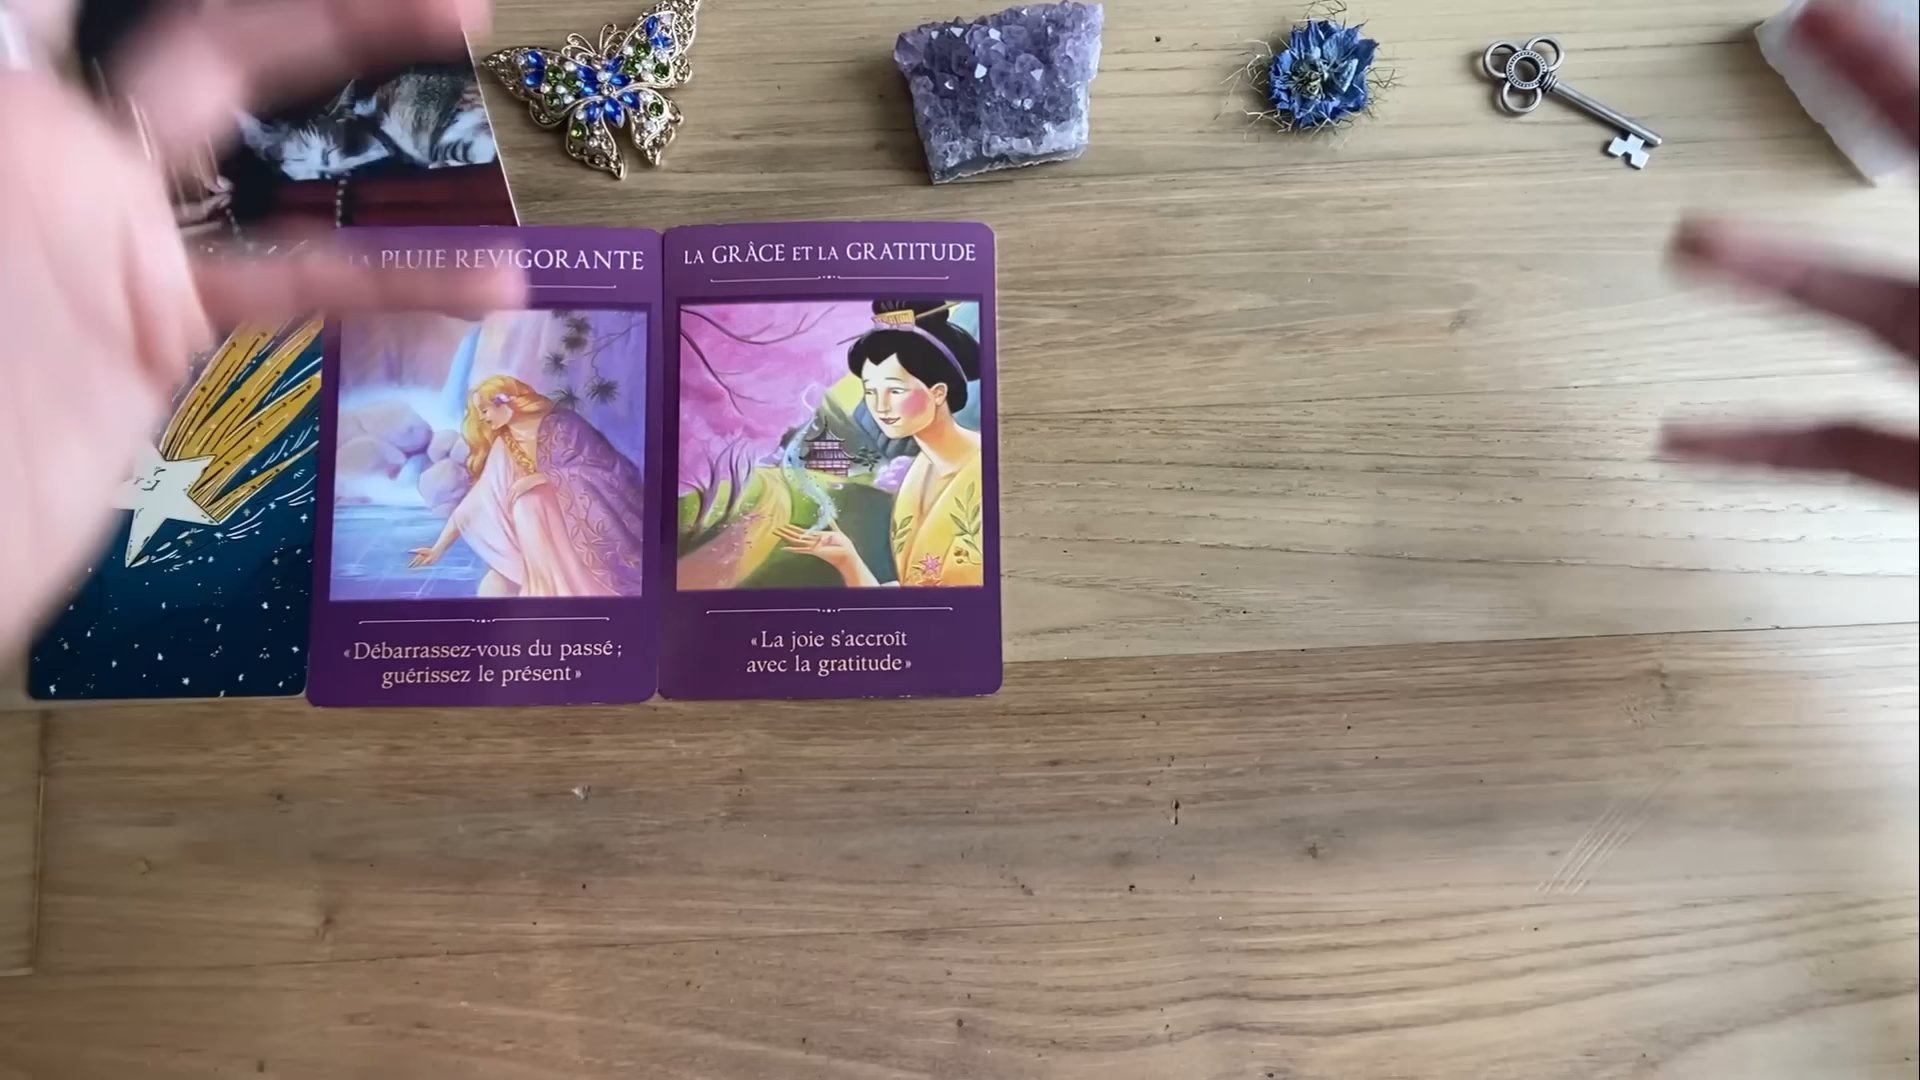 LA PLUIE REVIGORANTE
«Débarrassez-vous du passé;
guérissez le présent»
LA GRÂCE ET LA GRATITUDE
«La joie s'accroît
avec la gratitude»